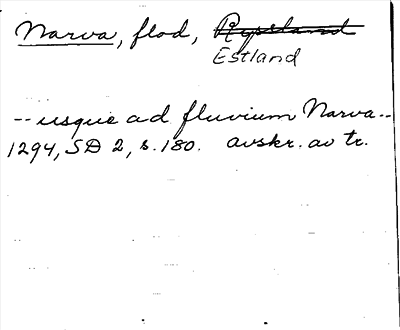 Narva, flod, Ryssland
Estland
-- usque ad fluvium Narva --
1294, SD 2, s. 180. avskr. av tr.